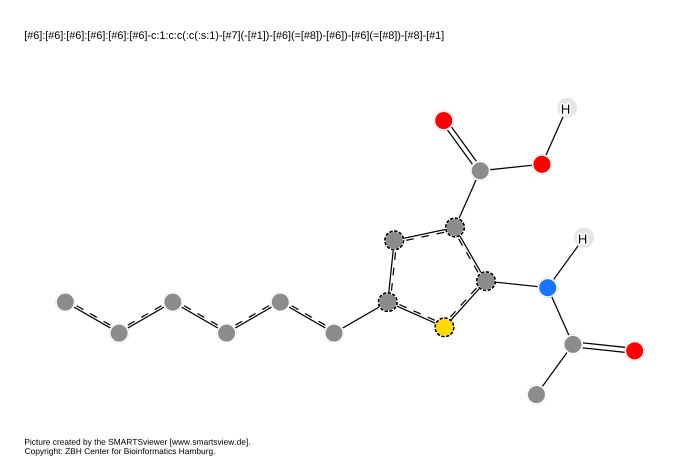 [#6]:[#6]:[#6]:[#6]:[#6]:[#6]-c:1:c:c(:c(:s:1)-[#7](-[#1])-[#6](=[#8])-[#6])-[#6](=[#8])-[#8]-[#1]
H
H
Picture created by the SMARTSviewer [www.smartsview.de].
Copyright: ZBH Center for Bioinformatics Hamburg.